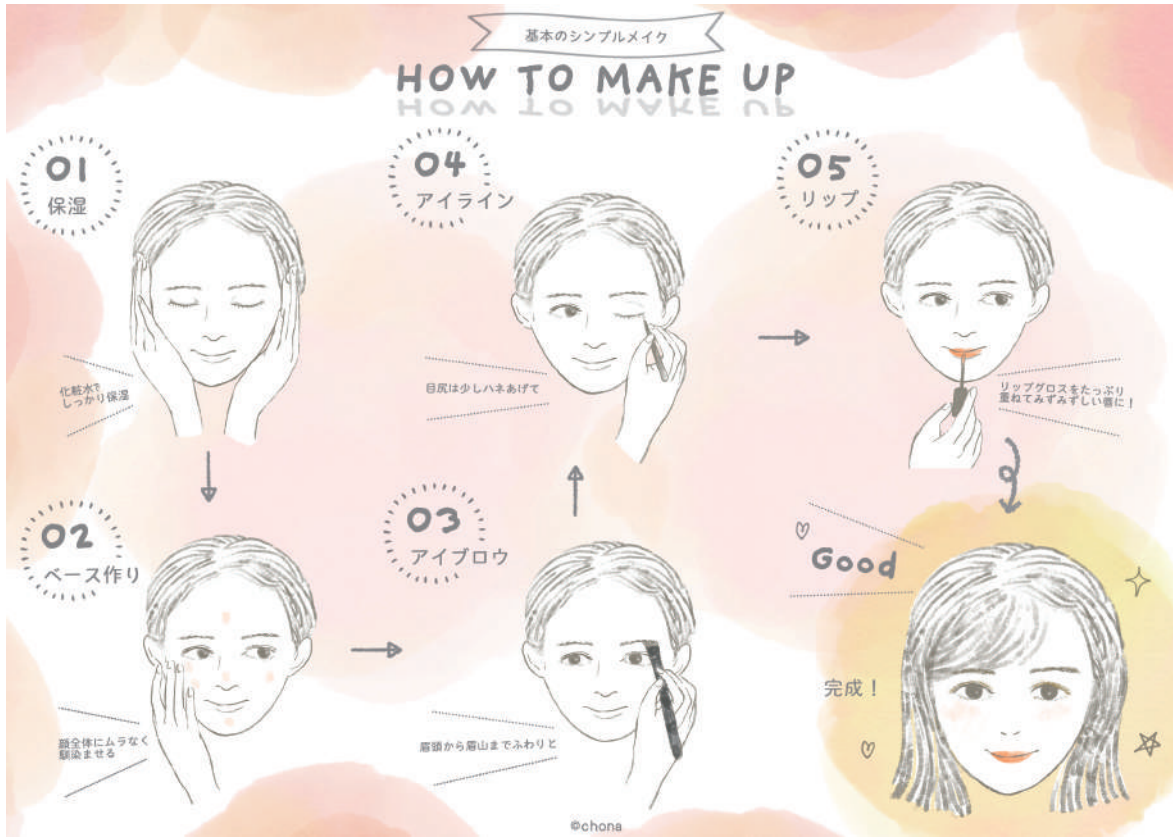 基本のシンプルメイク
HOW TO MAKE UP
01
保湿
化粧水で
しっかり保湿
02
ベース作り
顔全体にムラなく
馴染ませる
03
アイブロウ
眉頭から眉山までふわりと
04
アイライン
目尻は少しハネあげて
05
リップ
リップグロスをたっぷり
重ねてみずみずしい唇に！
Good
完成！
©chona